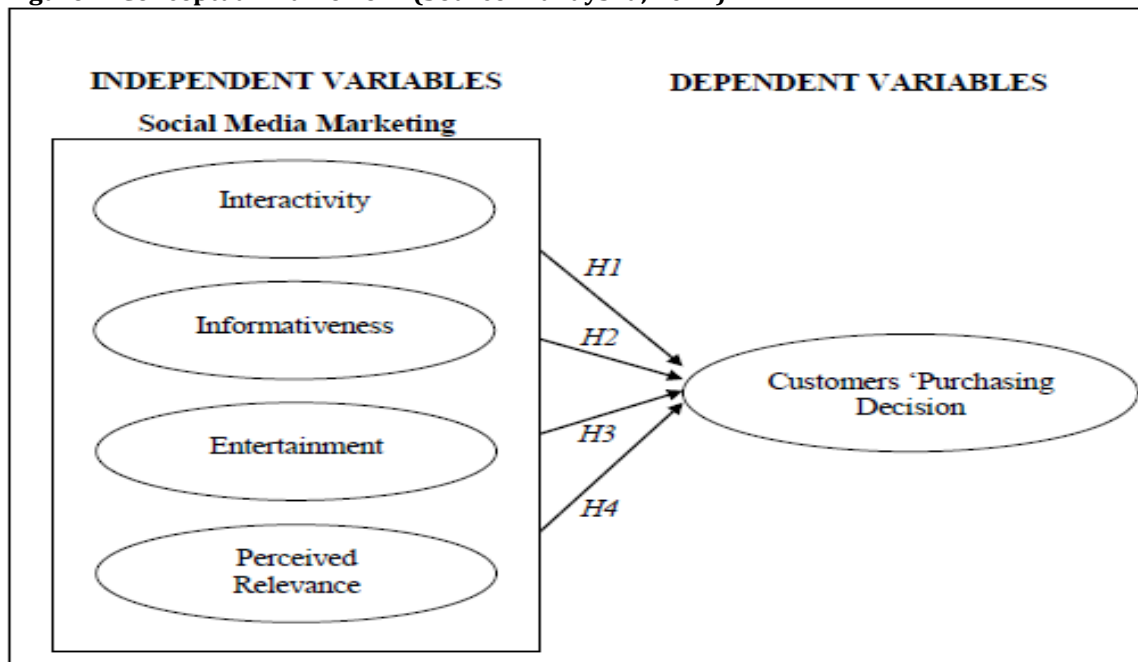 INDEPENDENT VARIABLES
DEPENDENT VARIABLES
Social Media Marketing
Interactivity
H1
Informativeness
H2
Customers ‘Purchasing
Decision
Entertainment
H3
H4
Perceived
Relevance